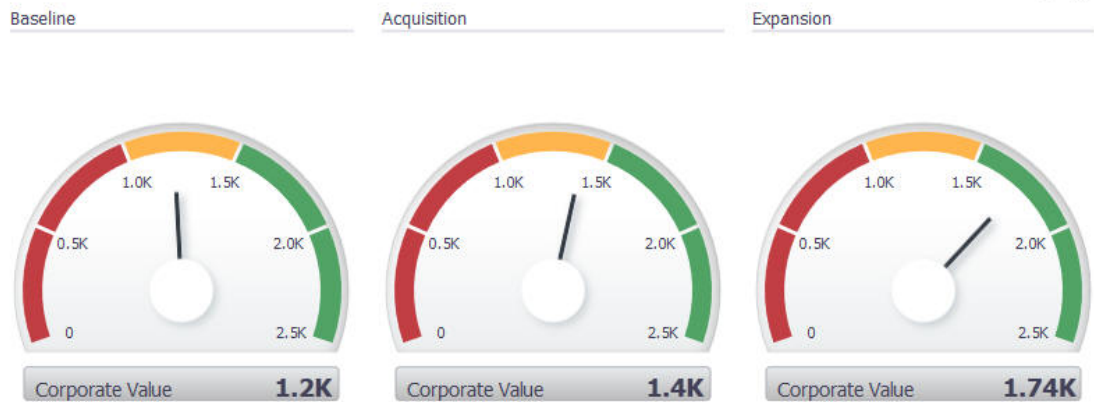 Baseline
Acquisition
Expansion
1.0K 1.5K
0.5K 2.0K
0 2.5K
Corporate Value 1.2K
1.0K 1.5K
0.5K 2.0K
0 2.5K
Corporate Value 1.4K
1.0K 1.5K
0.5K 2.0K
0 2.5K
Corporate Value 1.74K